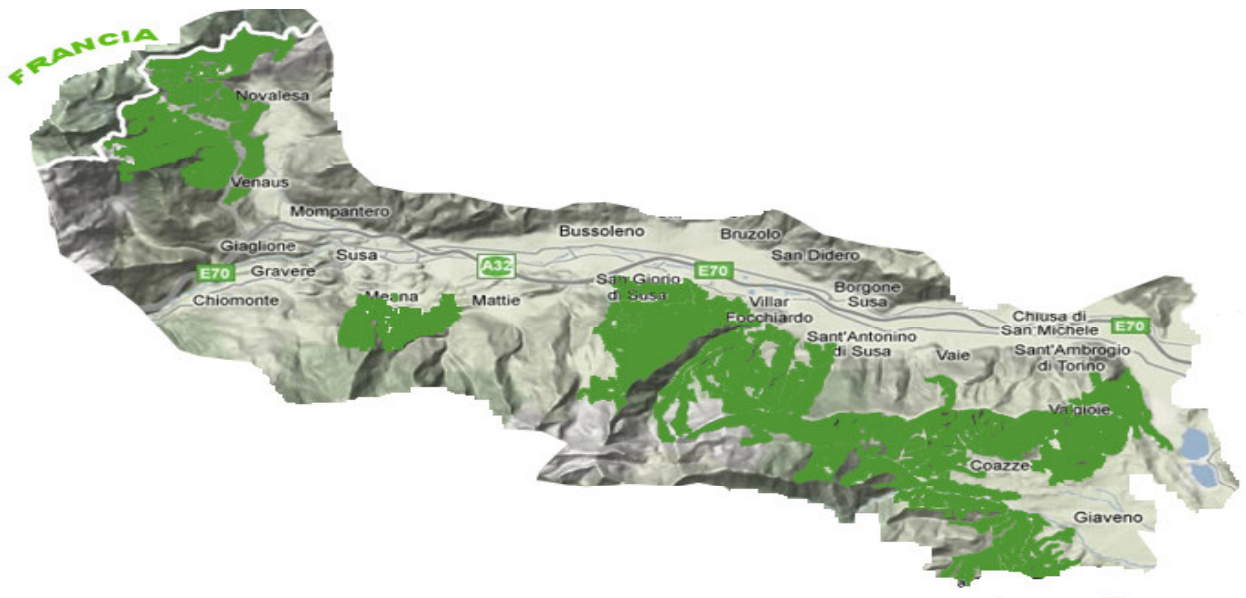 FRANCIA
Novalesa
Venaus
Mompantero
Bussoleno
Bruzolo
Giaglione
Susa
San Didero
E70
Gravere
A32
San Giorio
di Susa
E70
Borgone
Susa
Chiomonte
Meana
Mattie
Villar
Focchiardo
Chiusa di
San Michele
E70
Sant'Antonino
di Susa
Vaie
Sant'Ambrogio
di Torino
Valgioie
Coazze
Giaveno